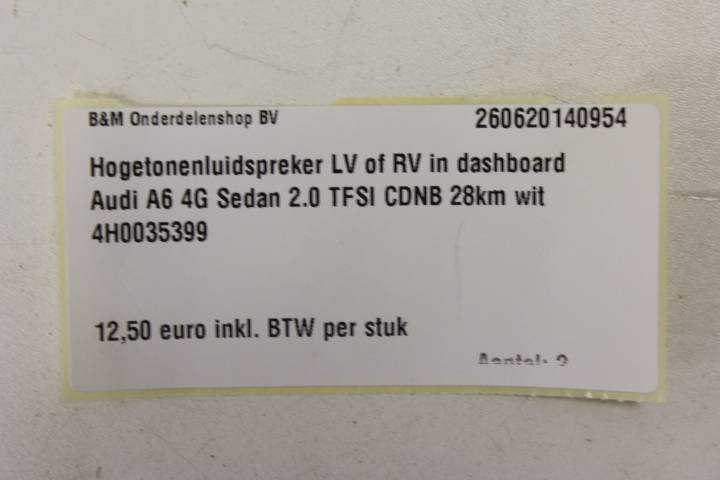 B&M Onderdelenshop BV 260620140954
Hogetonenluidspreker LV of RV in dashboard
Audi A6 4G Sedan 2.0 TFSI CDNB 28km wit
4H0035399
12,50 euro inkl. BTW per stuk
Aantal: